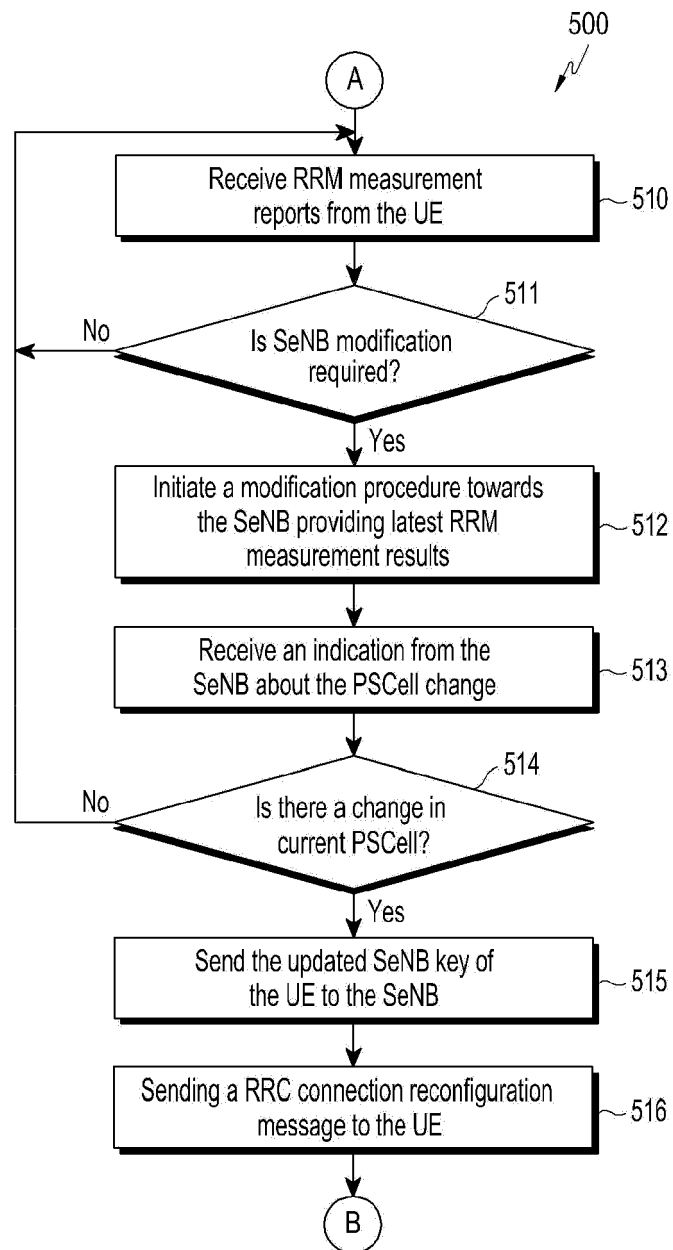 500
A
Receive RRM measurement
reports from the UE
510
511
No
Is SeNB modification
required?
Yes
Initiate a modification procedure towards
the SeNB providing latest RRM
measurement results
512
Receive an indication from the
SeNB about the PSCell change
513
514
No
Is there a change in
current PSCell?
Yes
Send the updated SeNB key of
the UE to the SeNB
515
Sending a RRC connection reconfiguration
message to the UE
516
B